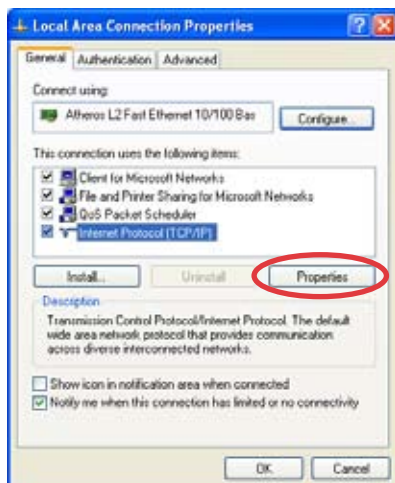 Local Area Connection Properties
General Authentication Advanced
Connect using:
Atheros L2 Fast Ethernet 10/100 Bas Configure...
This connection uses the following items:
Client for Microsoft Networks
File and Printer Sharing for Microsoft Networks
QoS Packet Scheduler
Internet Protocol (TCP/IP)
Install... Uninstall Properties
Description
Transmission Control Protocol/Internet Protocol. The default
wide area network protocol that provides communication
across diverse interconnected networks.
Show icon in notification area when connected
Notify me when this connection has limited or no connectivity
OK Cancel